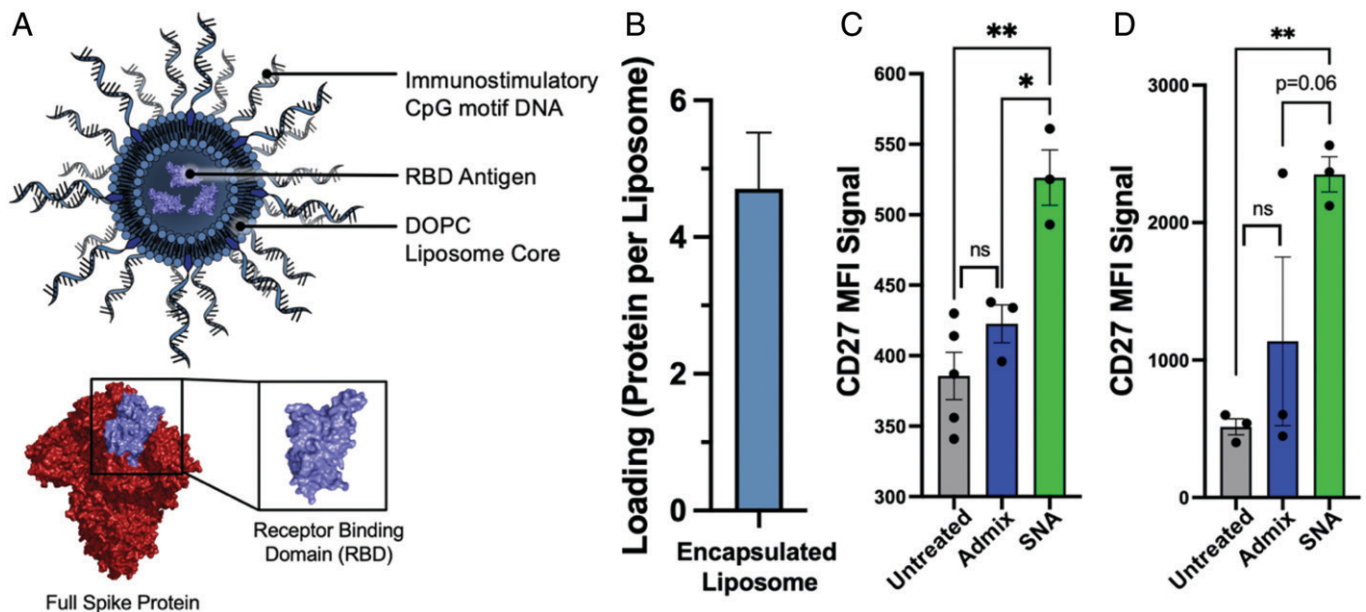 A
Immunostimulatory
CpG motif DNA
RBD Antigen
DOPC
Liposome Core
Receptor Binding
Domain (RBD)
Full Spike Protein
B
Loading (Protein per Liposome)
6
4
2
0
Encapsulated
Liposome
C
**
*
ns
CD27 MFI Signal
600
550
500
450
400
350
300
Untreated
Admix
SNA
D
**
p=0.06
ns
CD27 MFI Signal
3000
2000
1000
0
Untreated
Admix
SNA